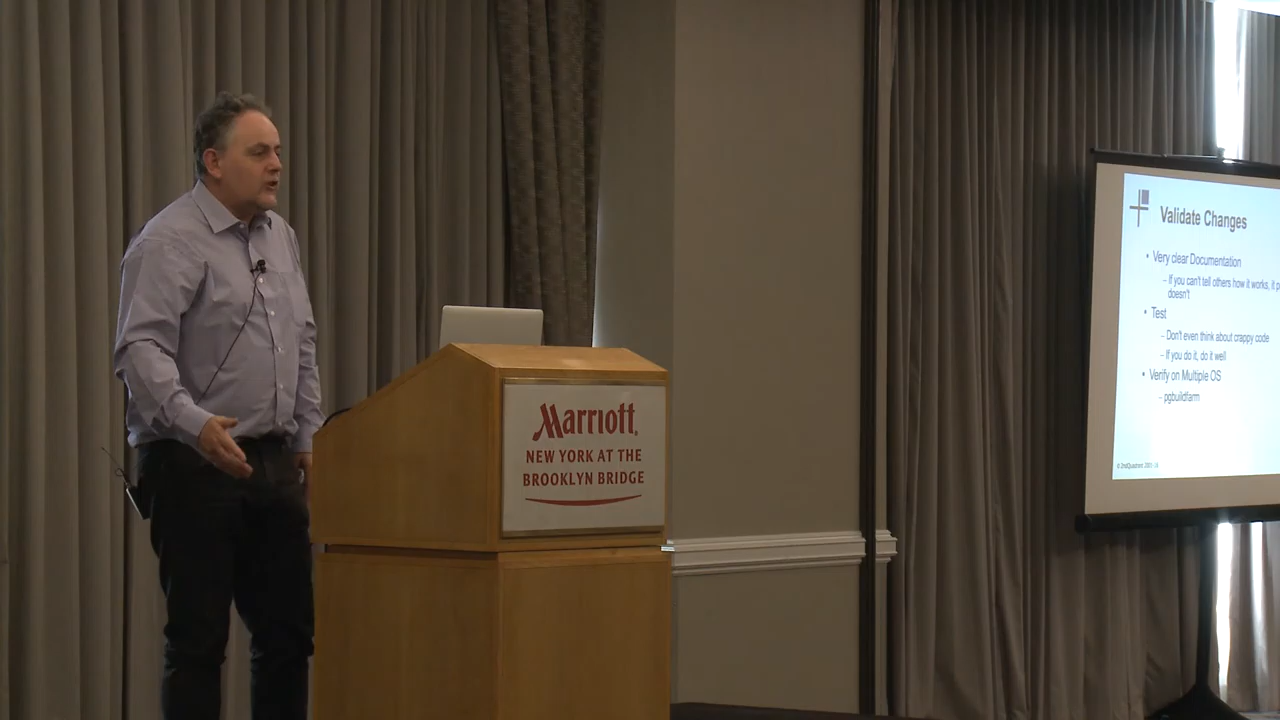 Marriott
NEW YORK AT THE
BROOKLYN BRIDGE
Validate Changes
• Very clear Documentation
– If you can't tell others how it works, it p
doesn't
• Test
– Don't even think about crappy code
– If you do it, do it well
• Verify on Multiple OS
– pgbuildfarm
© 2ndQuadrant